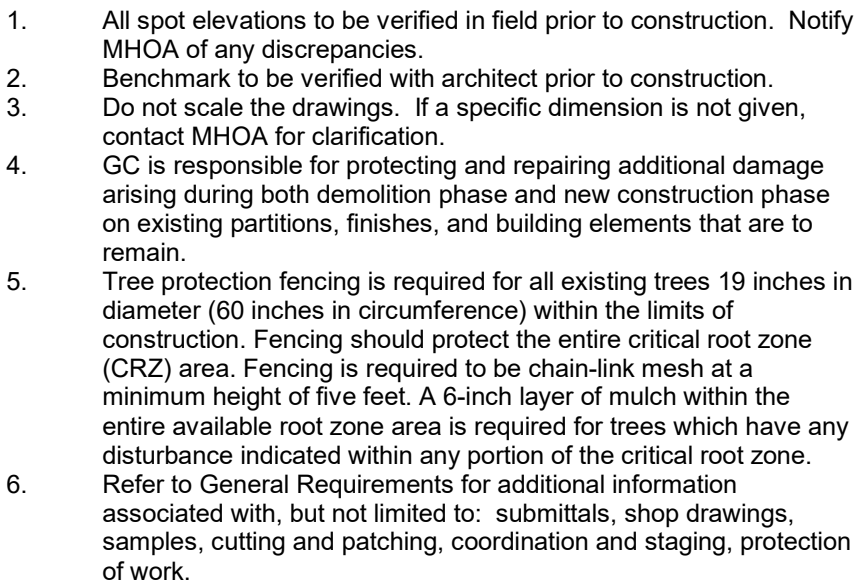 1. All spot elevations to be verified in field prior to construction.  Notify
MHOA of any discrepancies.
2. Benchmark to be verified with architect prior to construction.
3. Do not scale the drawings.  If a specific dimension is not given,
contact MHOA for clarification.
4. GC is responsible for protecting and repairing additional damage
arising during both demolition phase and new construction phase
on existing partitions, finishes, and building elements that are to
remain.
5. Tree protection fencing is required for all existing trees 19 inches in
diameter (60 inches in circumference) within the limits of
construction. Fencing should protect the entire critical root zone
(CRZ) area. Fencing is required to be chain-link mesh at a
minimum height of five feet. A 6-inch layer of mulch within the
entire available root zone area is required for trees which have any
disturbance indicated within any portion of the critical root zone.
6. Refer to General Requirements for additional information
associated with, but not limited to:  submittals, shop drawings,
samples, cutting and patching, coordination and staging, protection
of work.